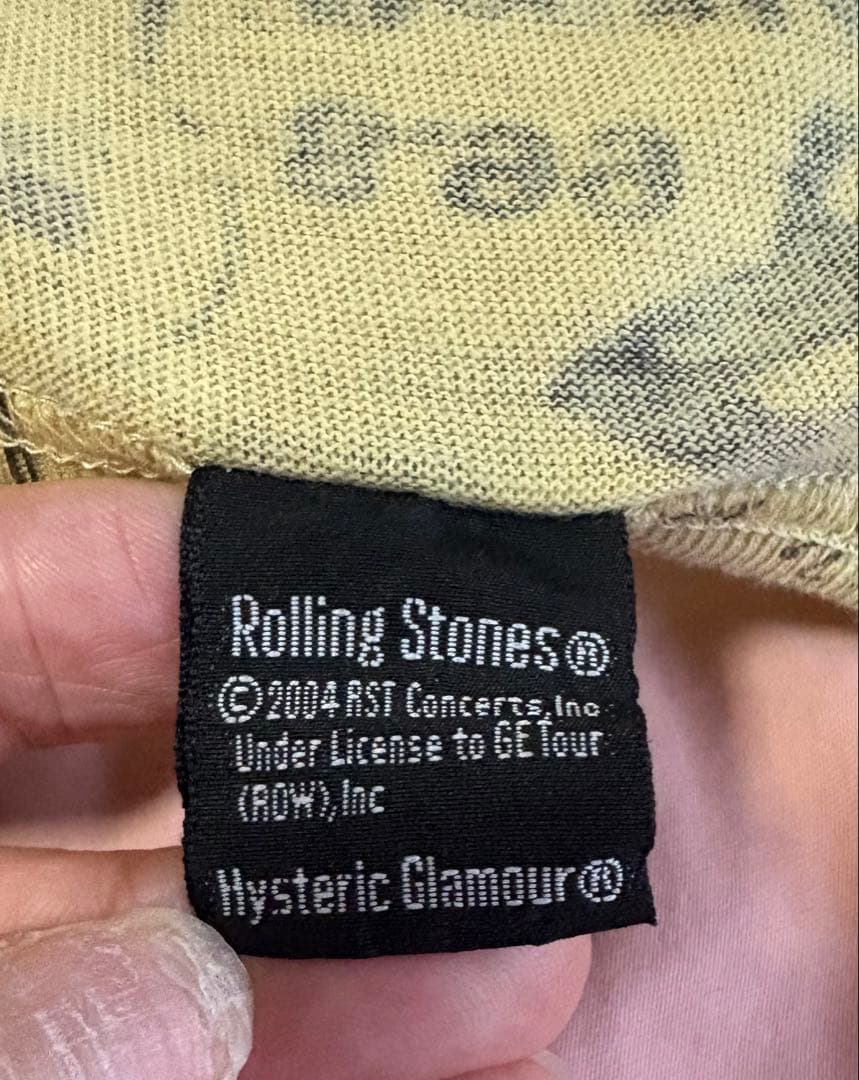 Rolling Stones®
©2004 RST Concerts,Inc
Under License to GE Tour
(ROW),Inc
Hysteric Glamour®